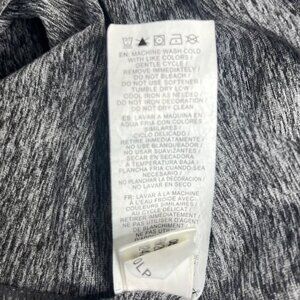 EN: MACHINE WASH COLD
WITH LIKE COLORS /
GENTLE CYCLE /
REMOVE IMMEDIATELY /
DO NOT BLEACH /
DO NOT USE SOFTENER
TUMBLE DRY LOW /
COOL IRON AS NEEDED /
DO NOT IRON DECORATION /
DO NOT DRY CLEAN
ES: LAVAR A MAQUINA EN
AGUA FRIA CON COLORES
SIMILARES /
CICLO DELICADO /
RETIRE INMEDIATAMENTE /
NO USAR BLANQUEADOR /
NO USAR SUAVIZANTES /
SECAR EN SECADORA
A TEMPERATURA BAJA /
PLANCHA FRIA SI ES
NECESARIO /
NO PLANCHAR LA DECORACION
NO LAVAR EN SECO
FR: LAVER À LA MACHINE
À L'EAU FROIDE AVEC
COULEURS SIMILAIRES /
AU CYCLE DÉLICAT /
RETIRER IMMÉDIATEMENT
NE PAS UTILISER D'AGENT
BLANCHIMENT /